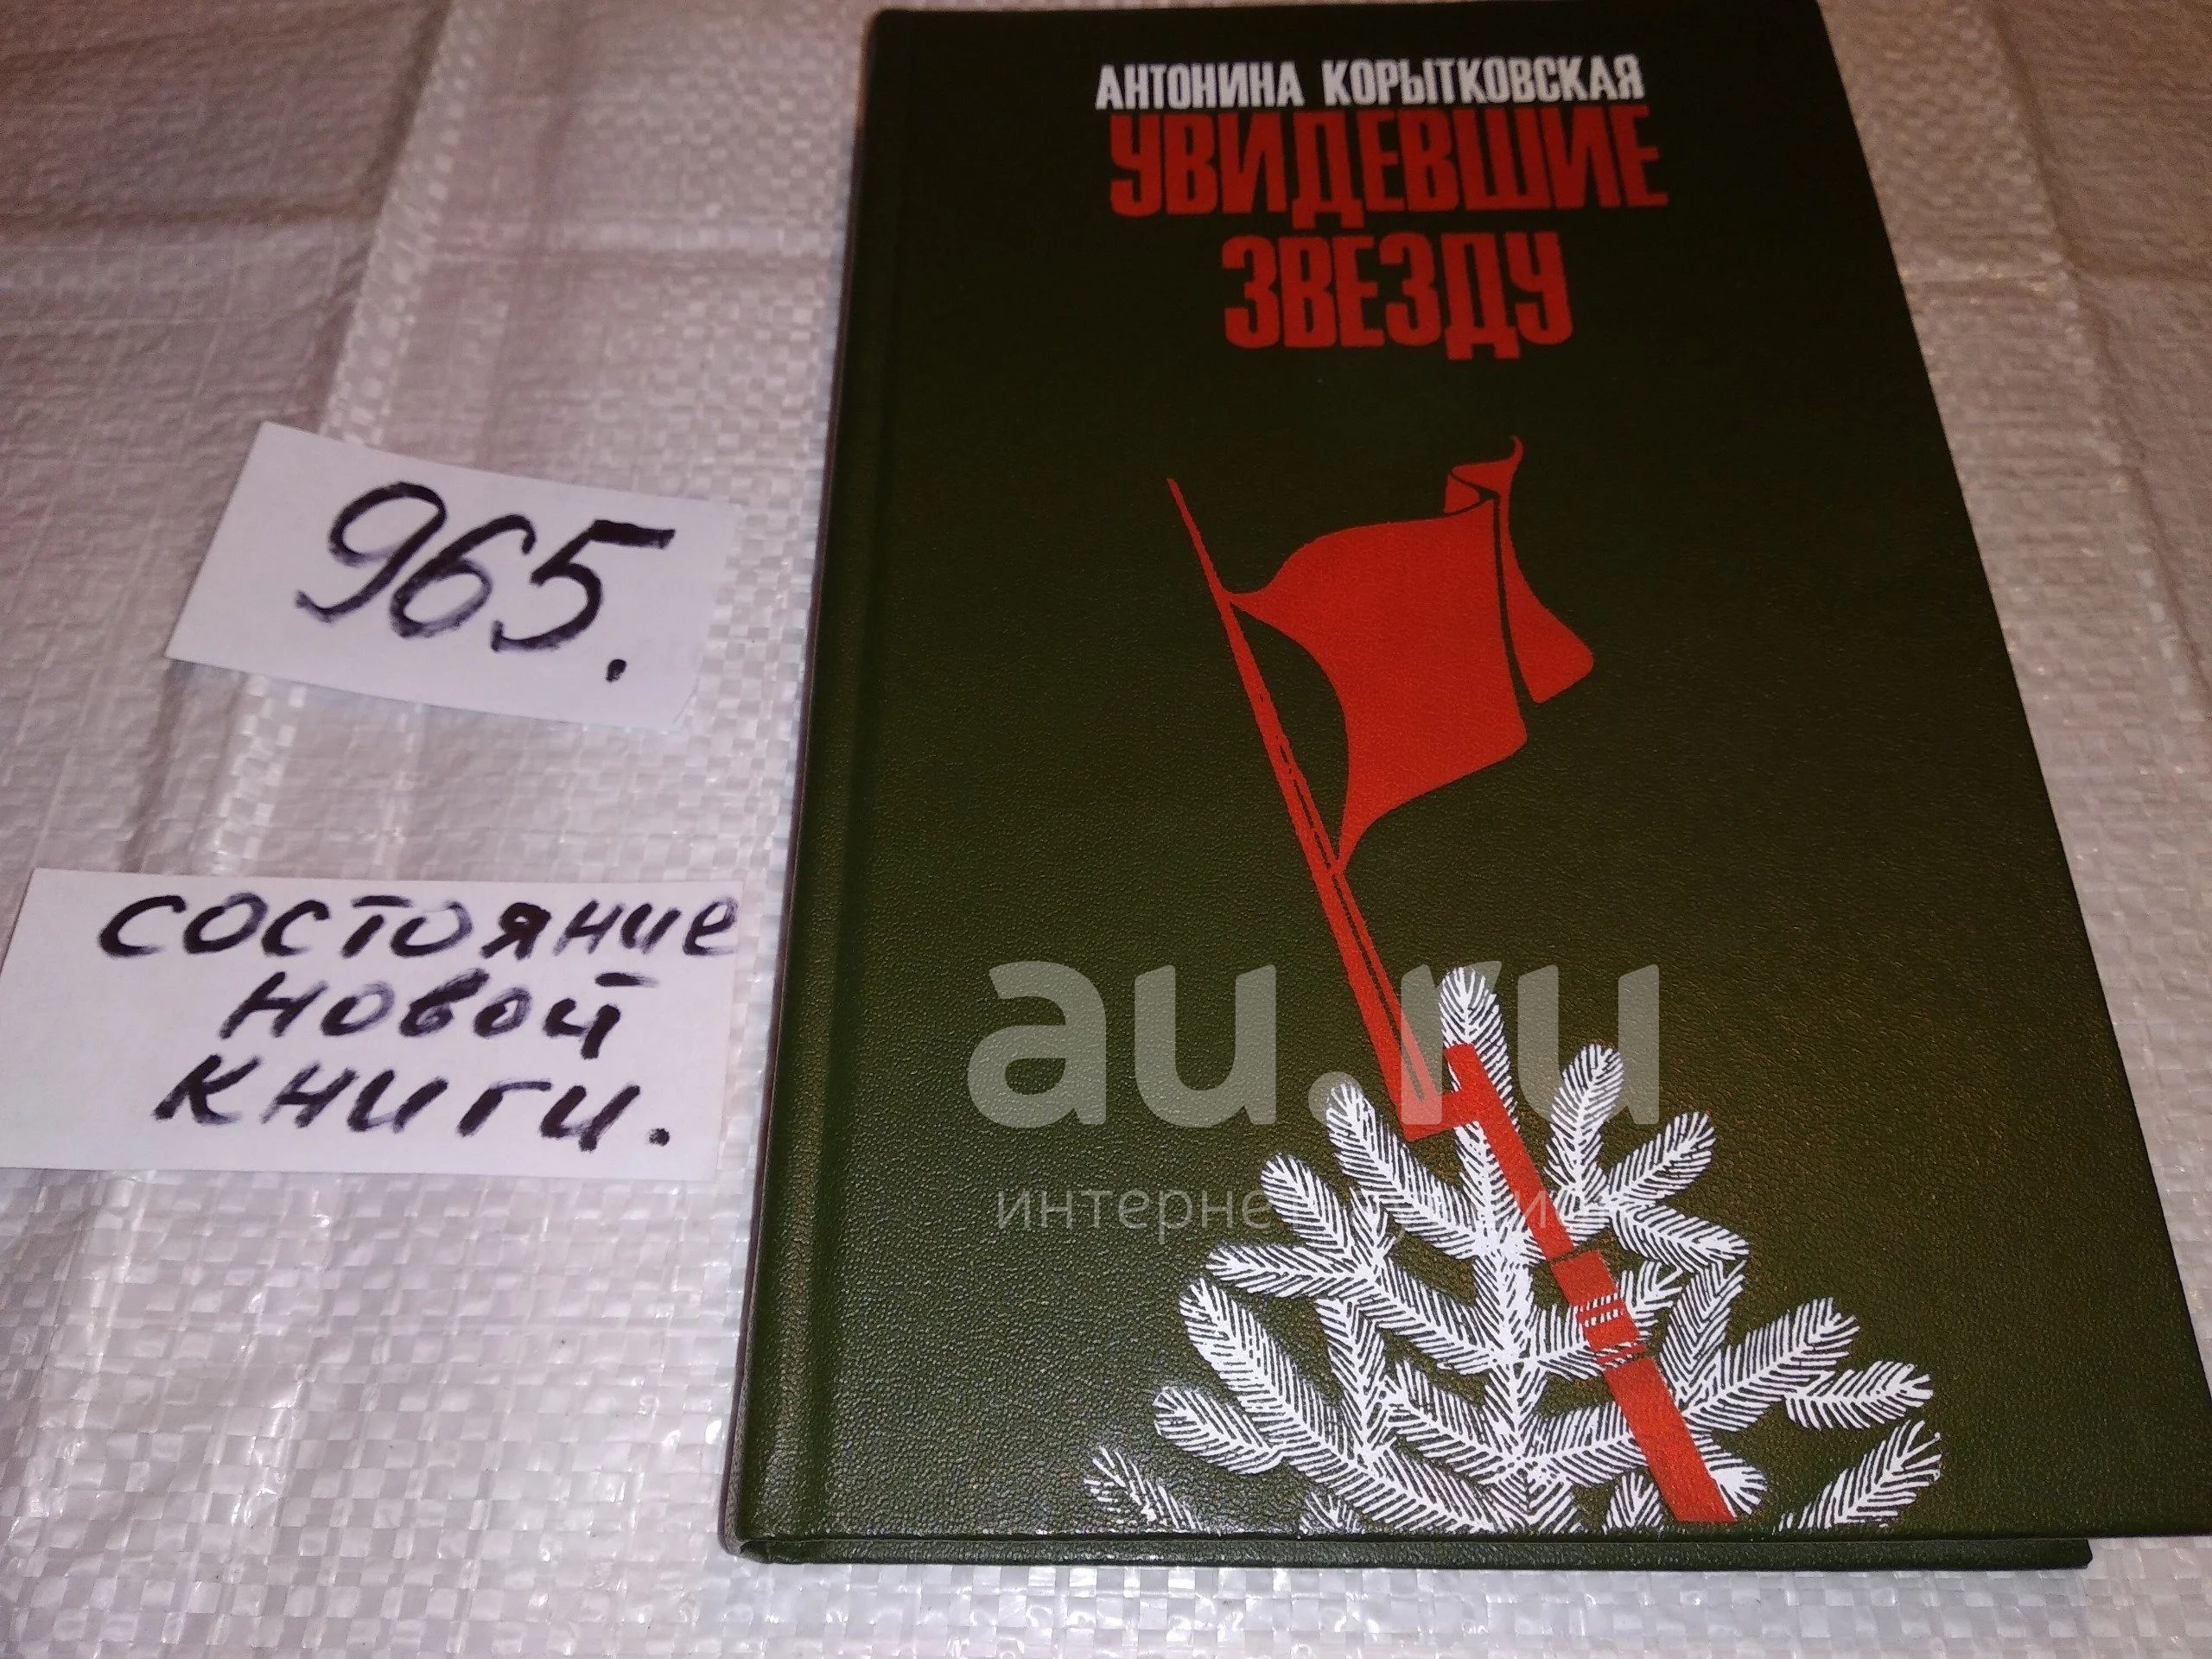 АНТОНИНА КОРЫТКОВСКАЯ
УВИДЕВШИЕ
ЗВЕЗДУ
965.
состояние
новой
книги.
au.ru